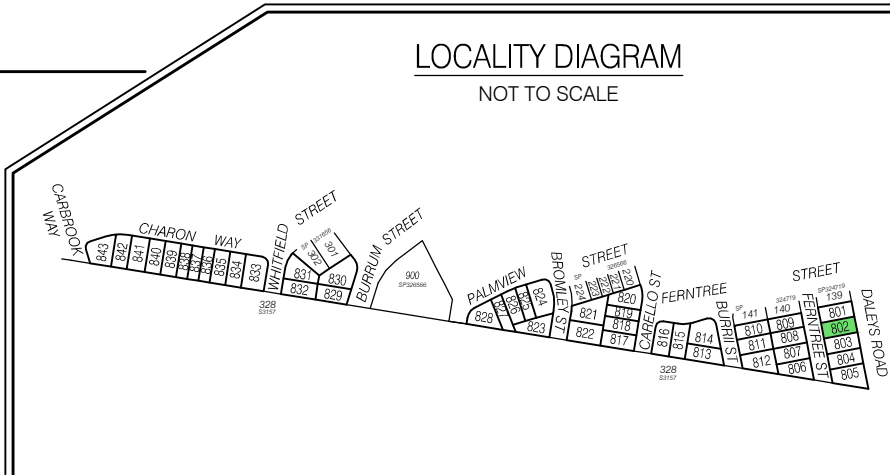 LOCALITY DIAGRAM
NOT TO SCALE
CARBROOK
WAY
843
842
841
CHARON WAY
840
839
838
837
836
835
834
833
WHITFIELD
STREET
SP 331656
302
301
831
830
832
829
328
S3157
BURRUM STREET
900
SP326566
PALMVIEW
STREET
828
827
826
825
824
823
BROMLEY ST
SP 326566
224
223
222
221
220
821
820
819
818
822
817
CARELLO ST
FERNTREE
STREET
816
815
814
813
328
S3157
BURRIL ST
SP 324719
141
140
810
809
811
808
812
807
806
FERNTREE ST
SP324719
139
801
802
803
804
805
DALEYS ROAD